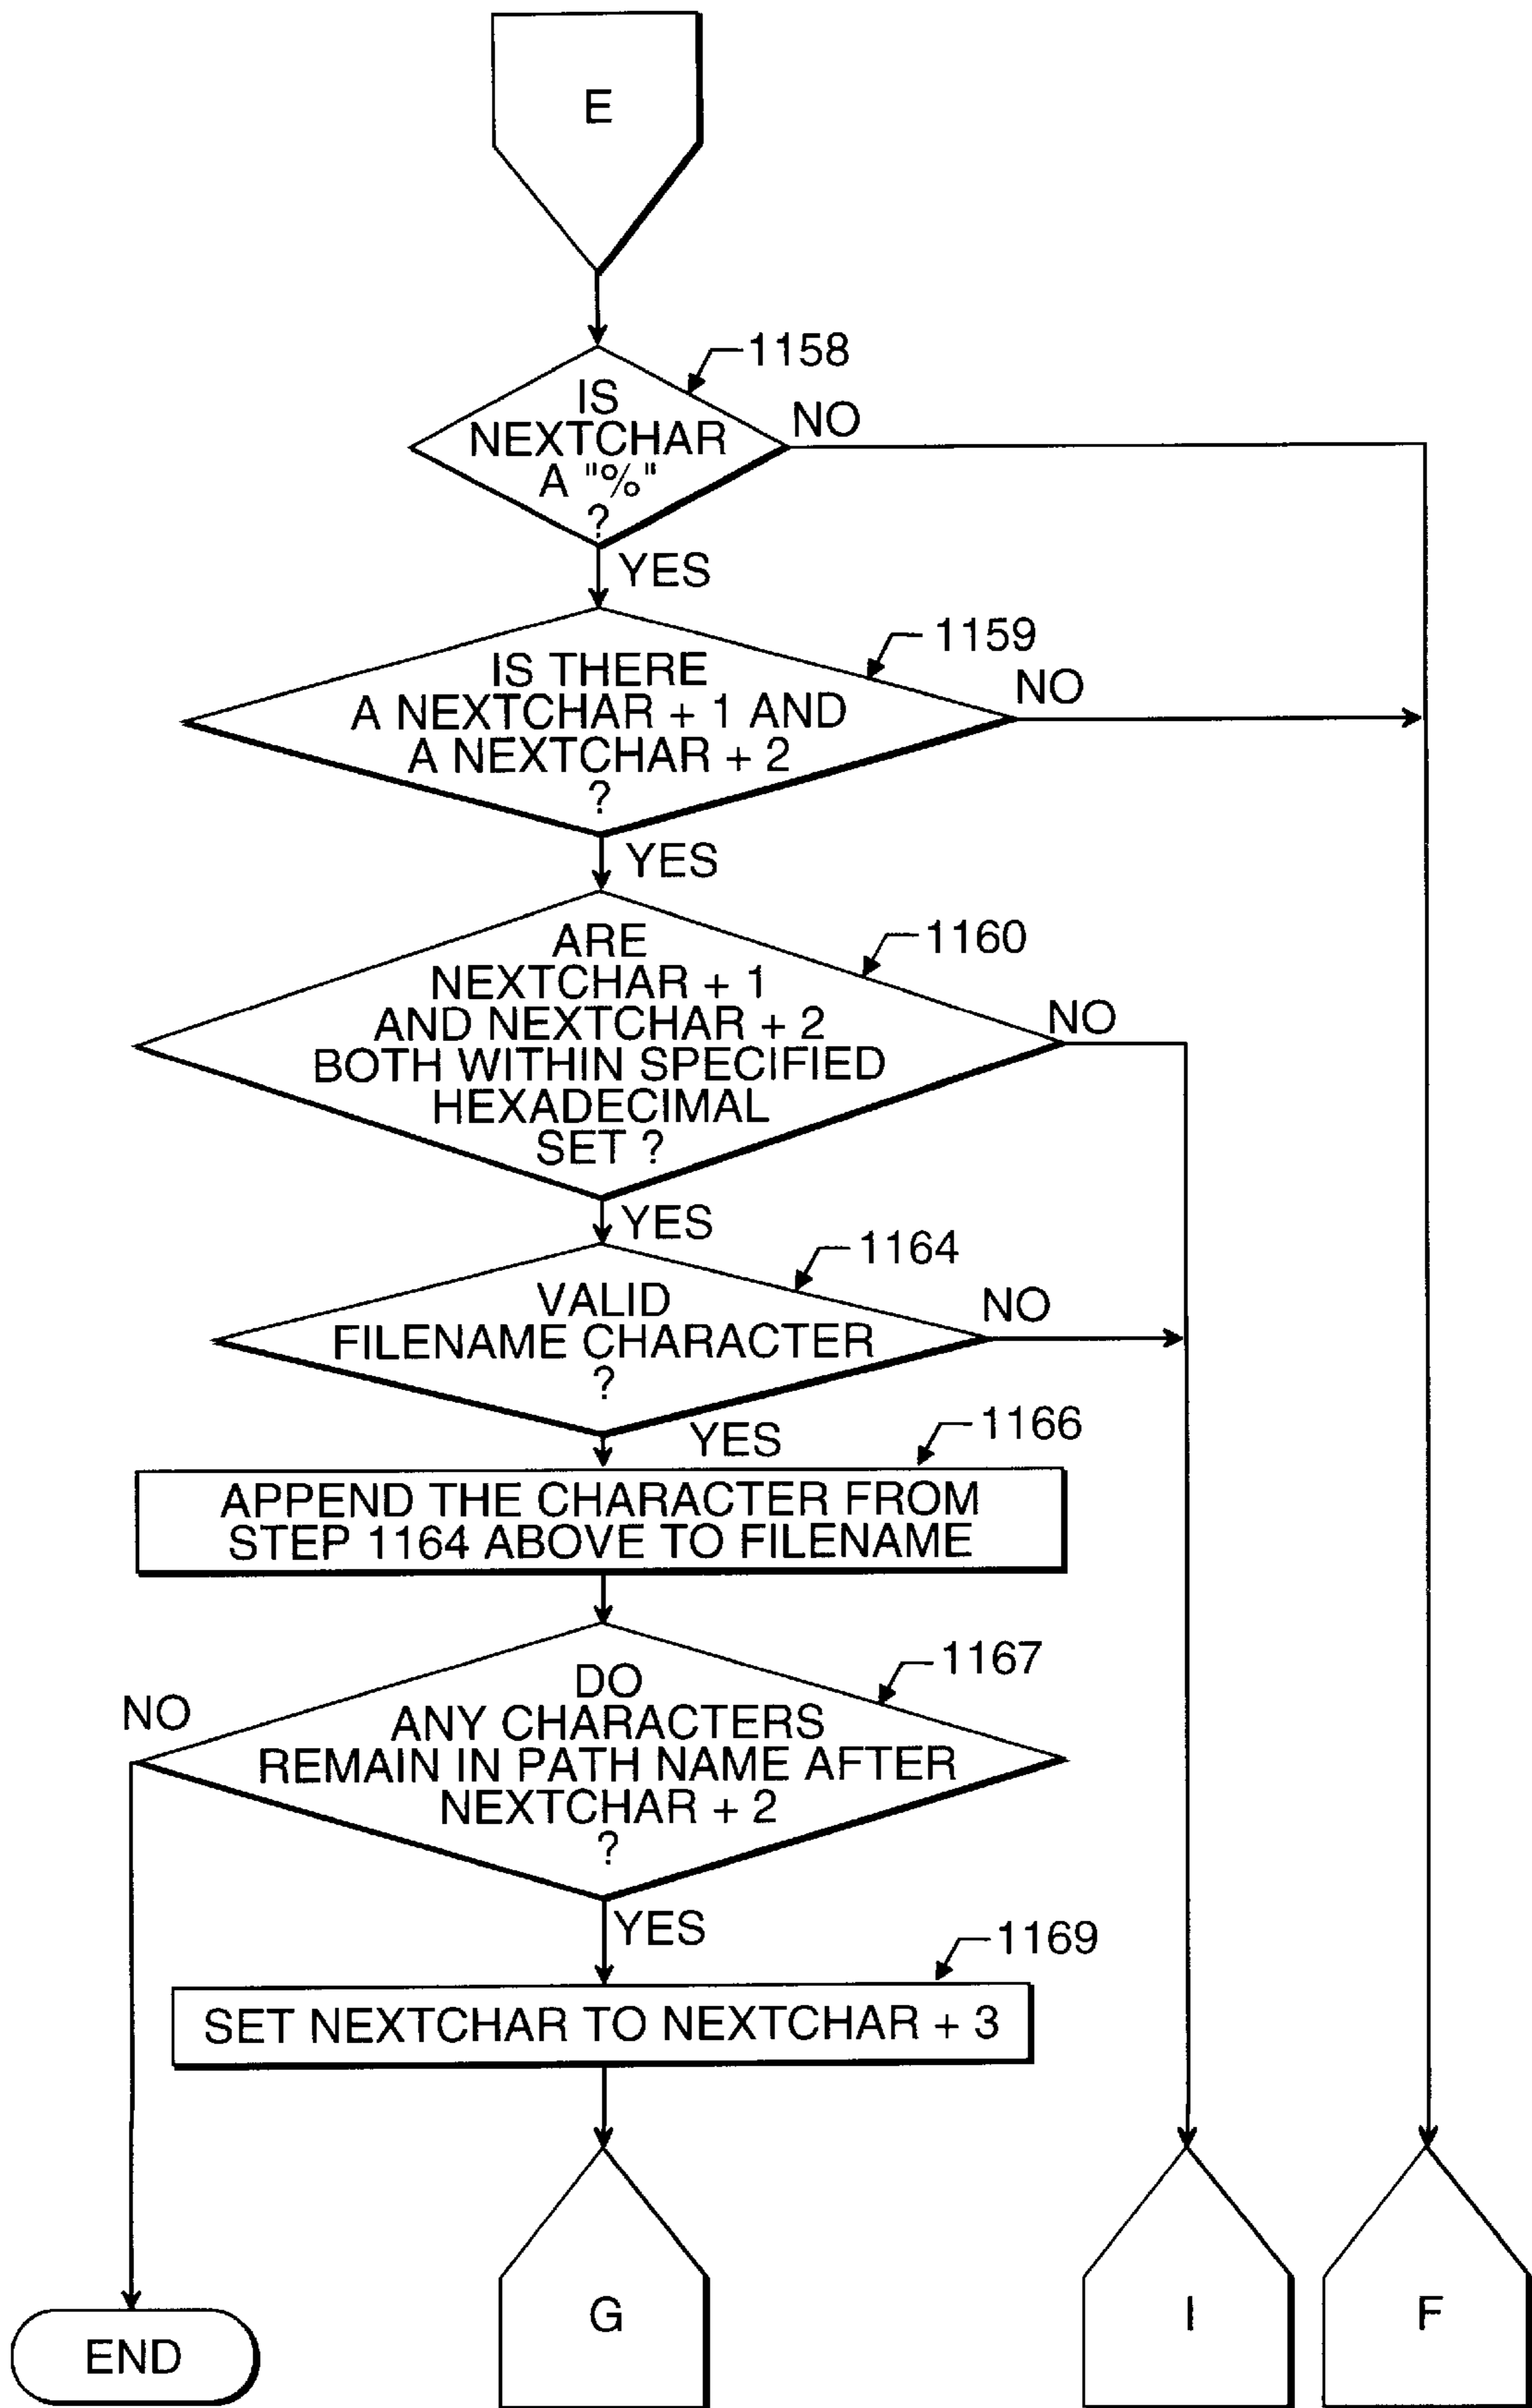 E
1158
IS
NEXTCHAR
A "%"
?
NO
YES
1159
IS THERE
A NEXTCHAR + 1 AND
A NEXTCHAR + 2
?
NO
YES
1160
ARE
NEXTCHAR + 1
AND NEXTCHAR + 2
BOTH WITHIN SPECIFIED
HEXADECIMAL
SET ?
NO
YES
1164
VALID
FILENAME CHARACTER
?
NO
YES
1166
APPEND THE CHARACTER FROM
STEP 1164 ABOVE TO FILENAME
1167
DO
ANY CHARACTERS
REMAIN IN PATH NAME AFTER
NEXTCHAR + 2
?
NO
YES
1169
SET NEXTCHAR TO NEXTCHAR + 3
END
G
I
F